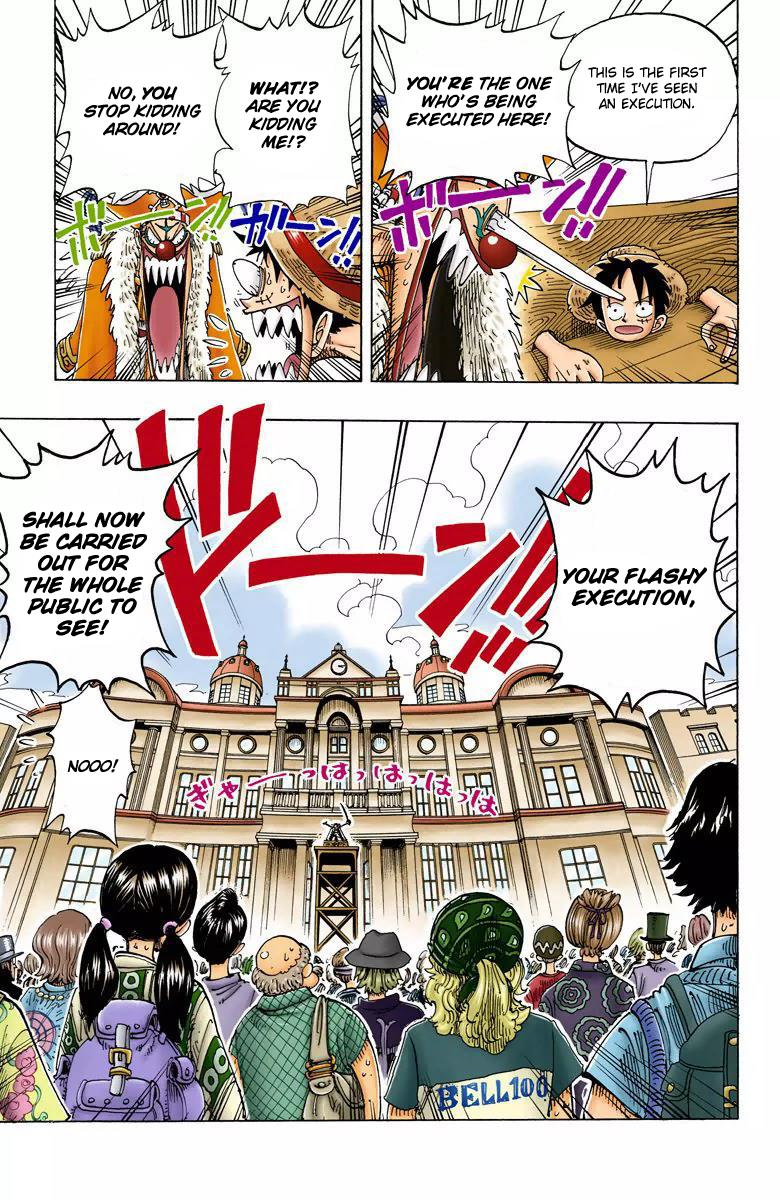 THIS IS THE FIRST
TIME I'VE SEEN
AN EXECUTION.
YOU'RE THE ONE
WHO'S BEING
EXECUTED HERE!
ボーン!!!
WHAT!?
ARE YOU
KIDDING
ME!?
ガーン!!!
NO, YOU
STOP KIDDING
AROUND!
ボーン!!
YOUR FLASHY
EXECUTION,
SHALL NOW
BE CARRIED
OUT FOR
THE WHOLE
PUBLIC TO
SEE!
ドーン!!!
NOOO!
ぎゃーっはっはっはっはっは
BELL100